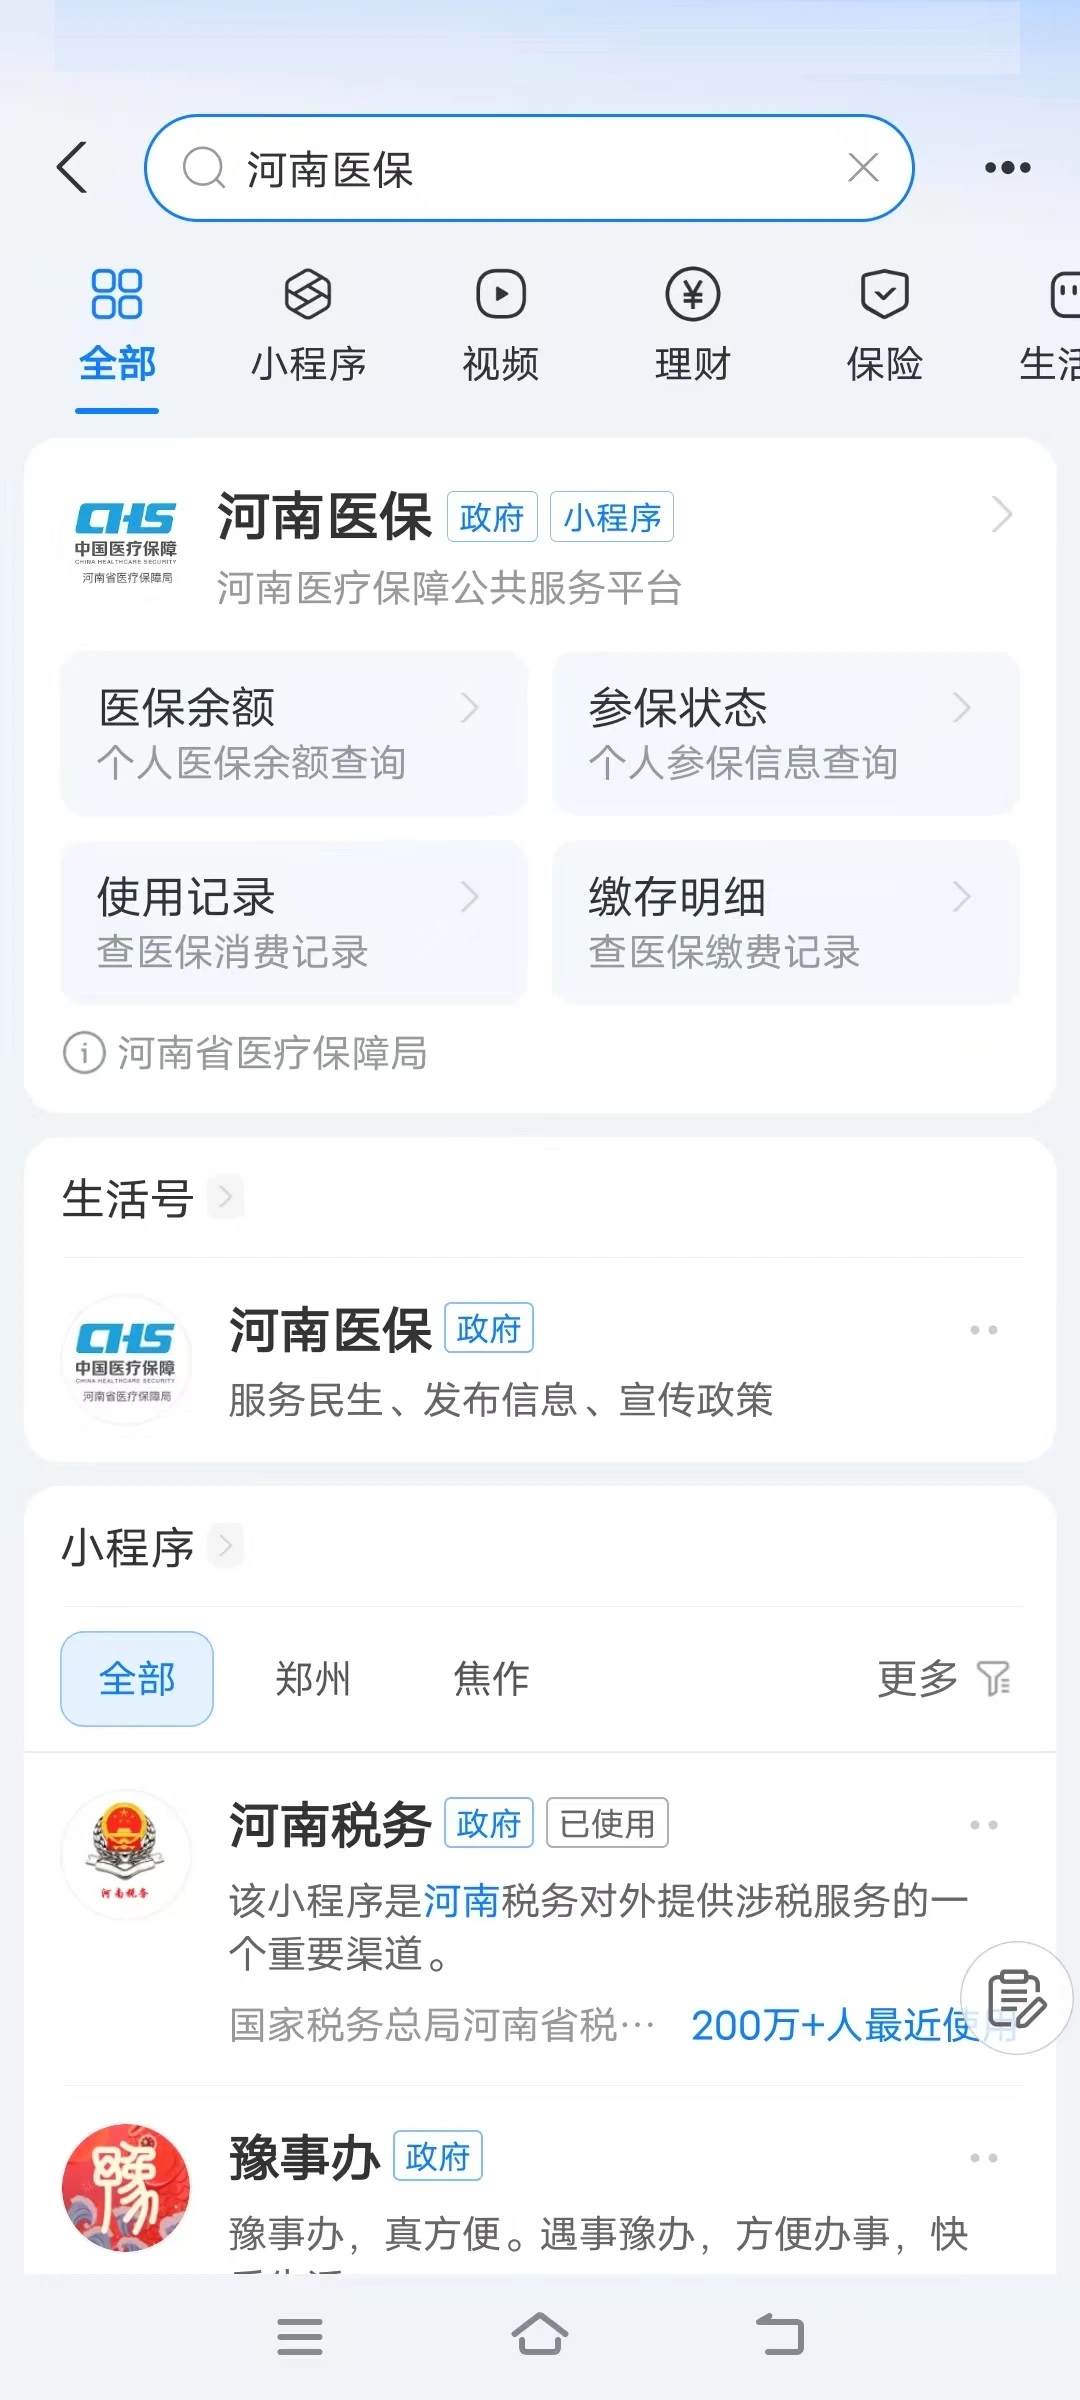 河南医保
全部
小程序
视频
理财
保险
生活
CHS
中国医疗保障
CHINA HEALTHCARE SECURITY
河南省医疗保障局
河南医保 政府 小程序
河南医疗保障公共服务平台
医保余额
个人医保余额查询
参保状态
个人参保信息查询
使用记录
查医保消费记录
缴存明细
查医保缴费记录
河南省医疗保障局
生活号
CHS
中国医疗保障
CHINA HEALTHCARE SECURITY
河南省医疗保障局
河南医保 政府
服务民生、发布信息、宣传政策
小程序
全部 郑州 焦作 更多
河南税务
河南税务 政府 已使用
该小程序是河南税务对外提供涉税服务的一
个重要渠道。
国家税务总局河南省税… 200万+人最近使用
豫
豫事办 政府
豫事办，真方便。遇事豫办，方便办事，快